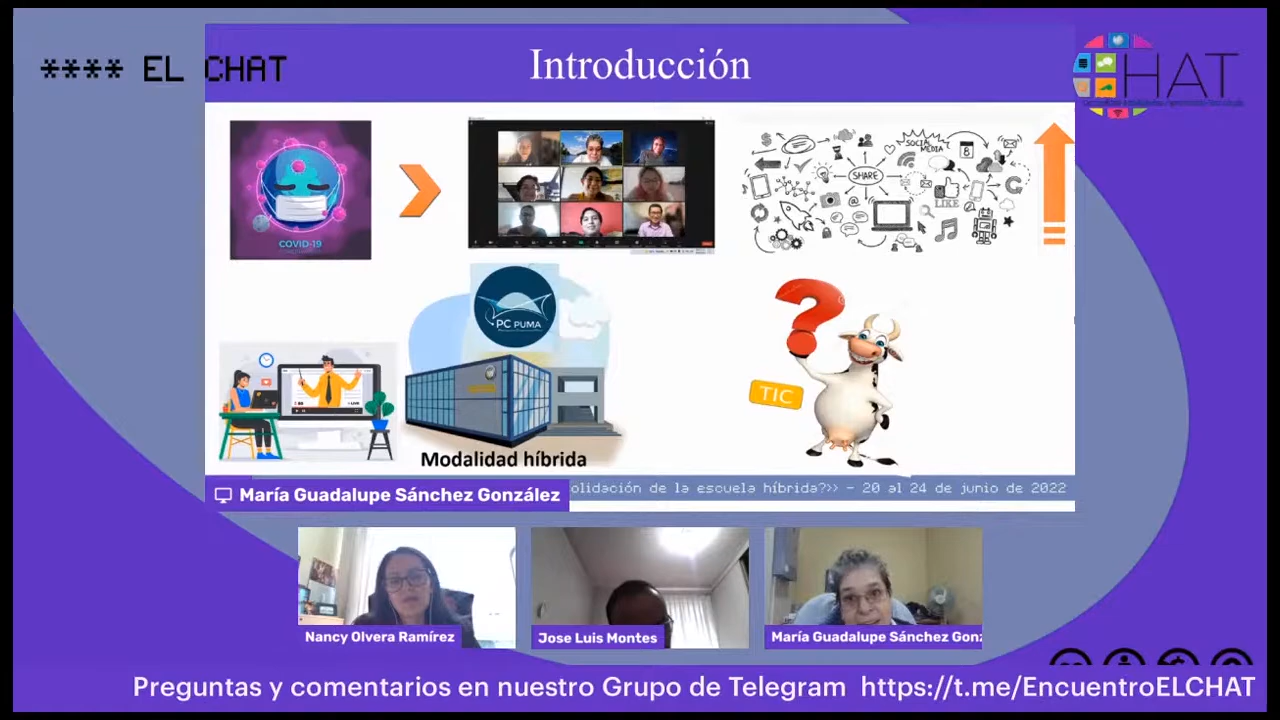 **** EL CHAT
Introducción
HAT
COVID-19
SOCIAL
MEDIA
8
SHARE
LIKE
PC PUMA
TIC
Modalidad híbrida
María Guadalupe Sánchez González
olidación de la escuela híbrida?>> - 20 al 24 de junio de 2022
Nancy Olvera Ramírez
Jose Luis Montes
María Guadalupe Sánchez Gonz
Preguntas y comentarios en nuestro Grupo de Telegram https://t.me/EncuentroELCHAT